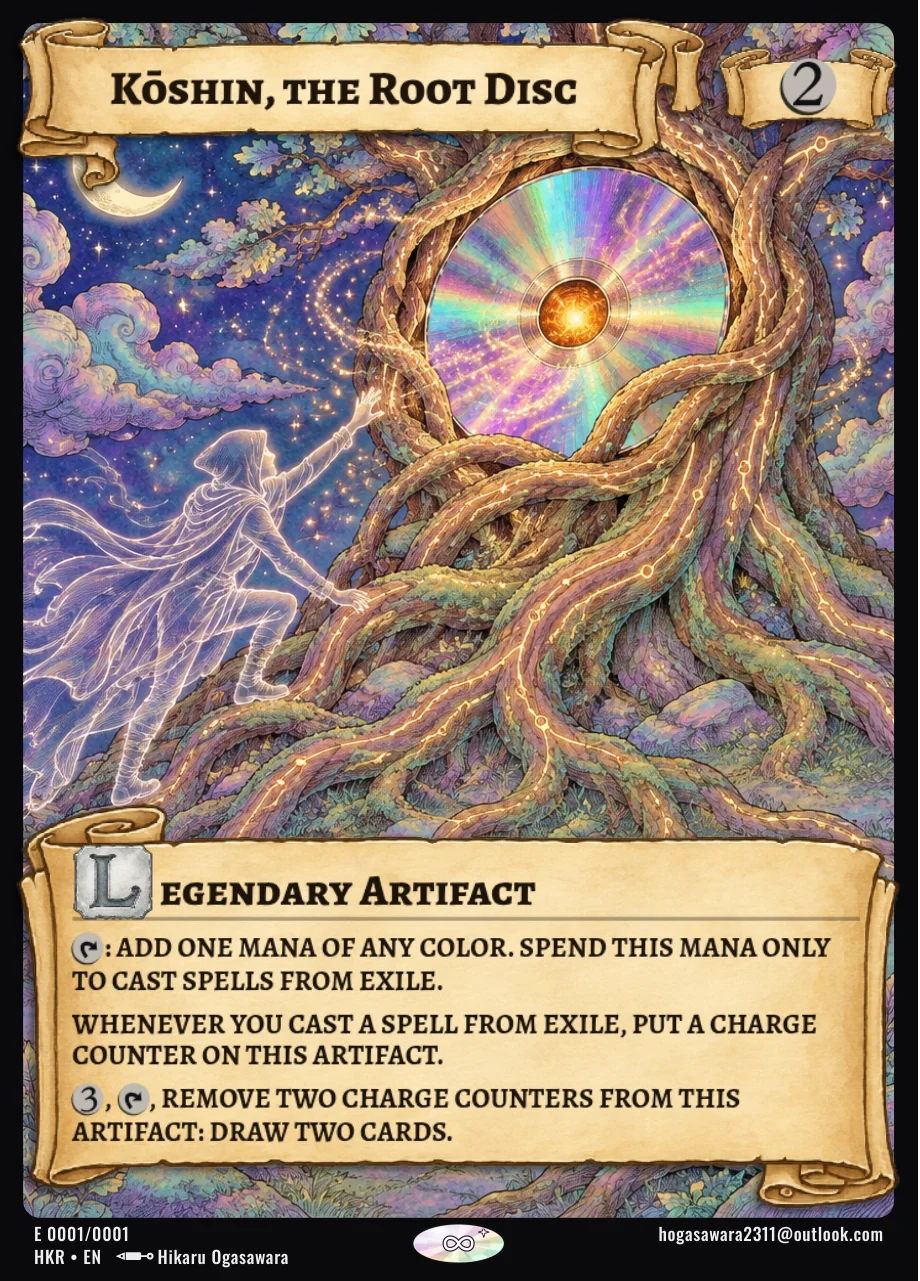 Kōshin, the Root Disc
2
Legendary Artifact
: Add one mana of any color. Spend this mana only
to cast spells from exile.
Whenever you cast a spell from exile, put a charge
counter on this artifact.
3, , Remove two charge counters from this
artifact: Draw two cards.
E 0001/0001
hogasawara2311@outlook.com
HKR • EN Hikaru Ogasawara